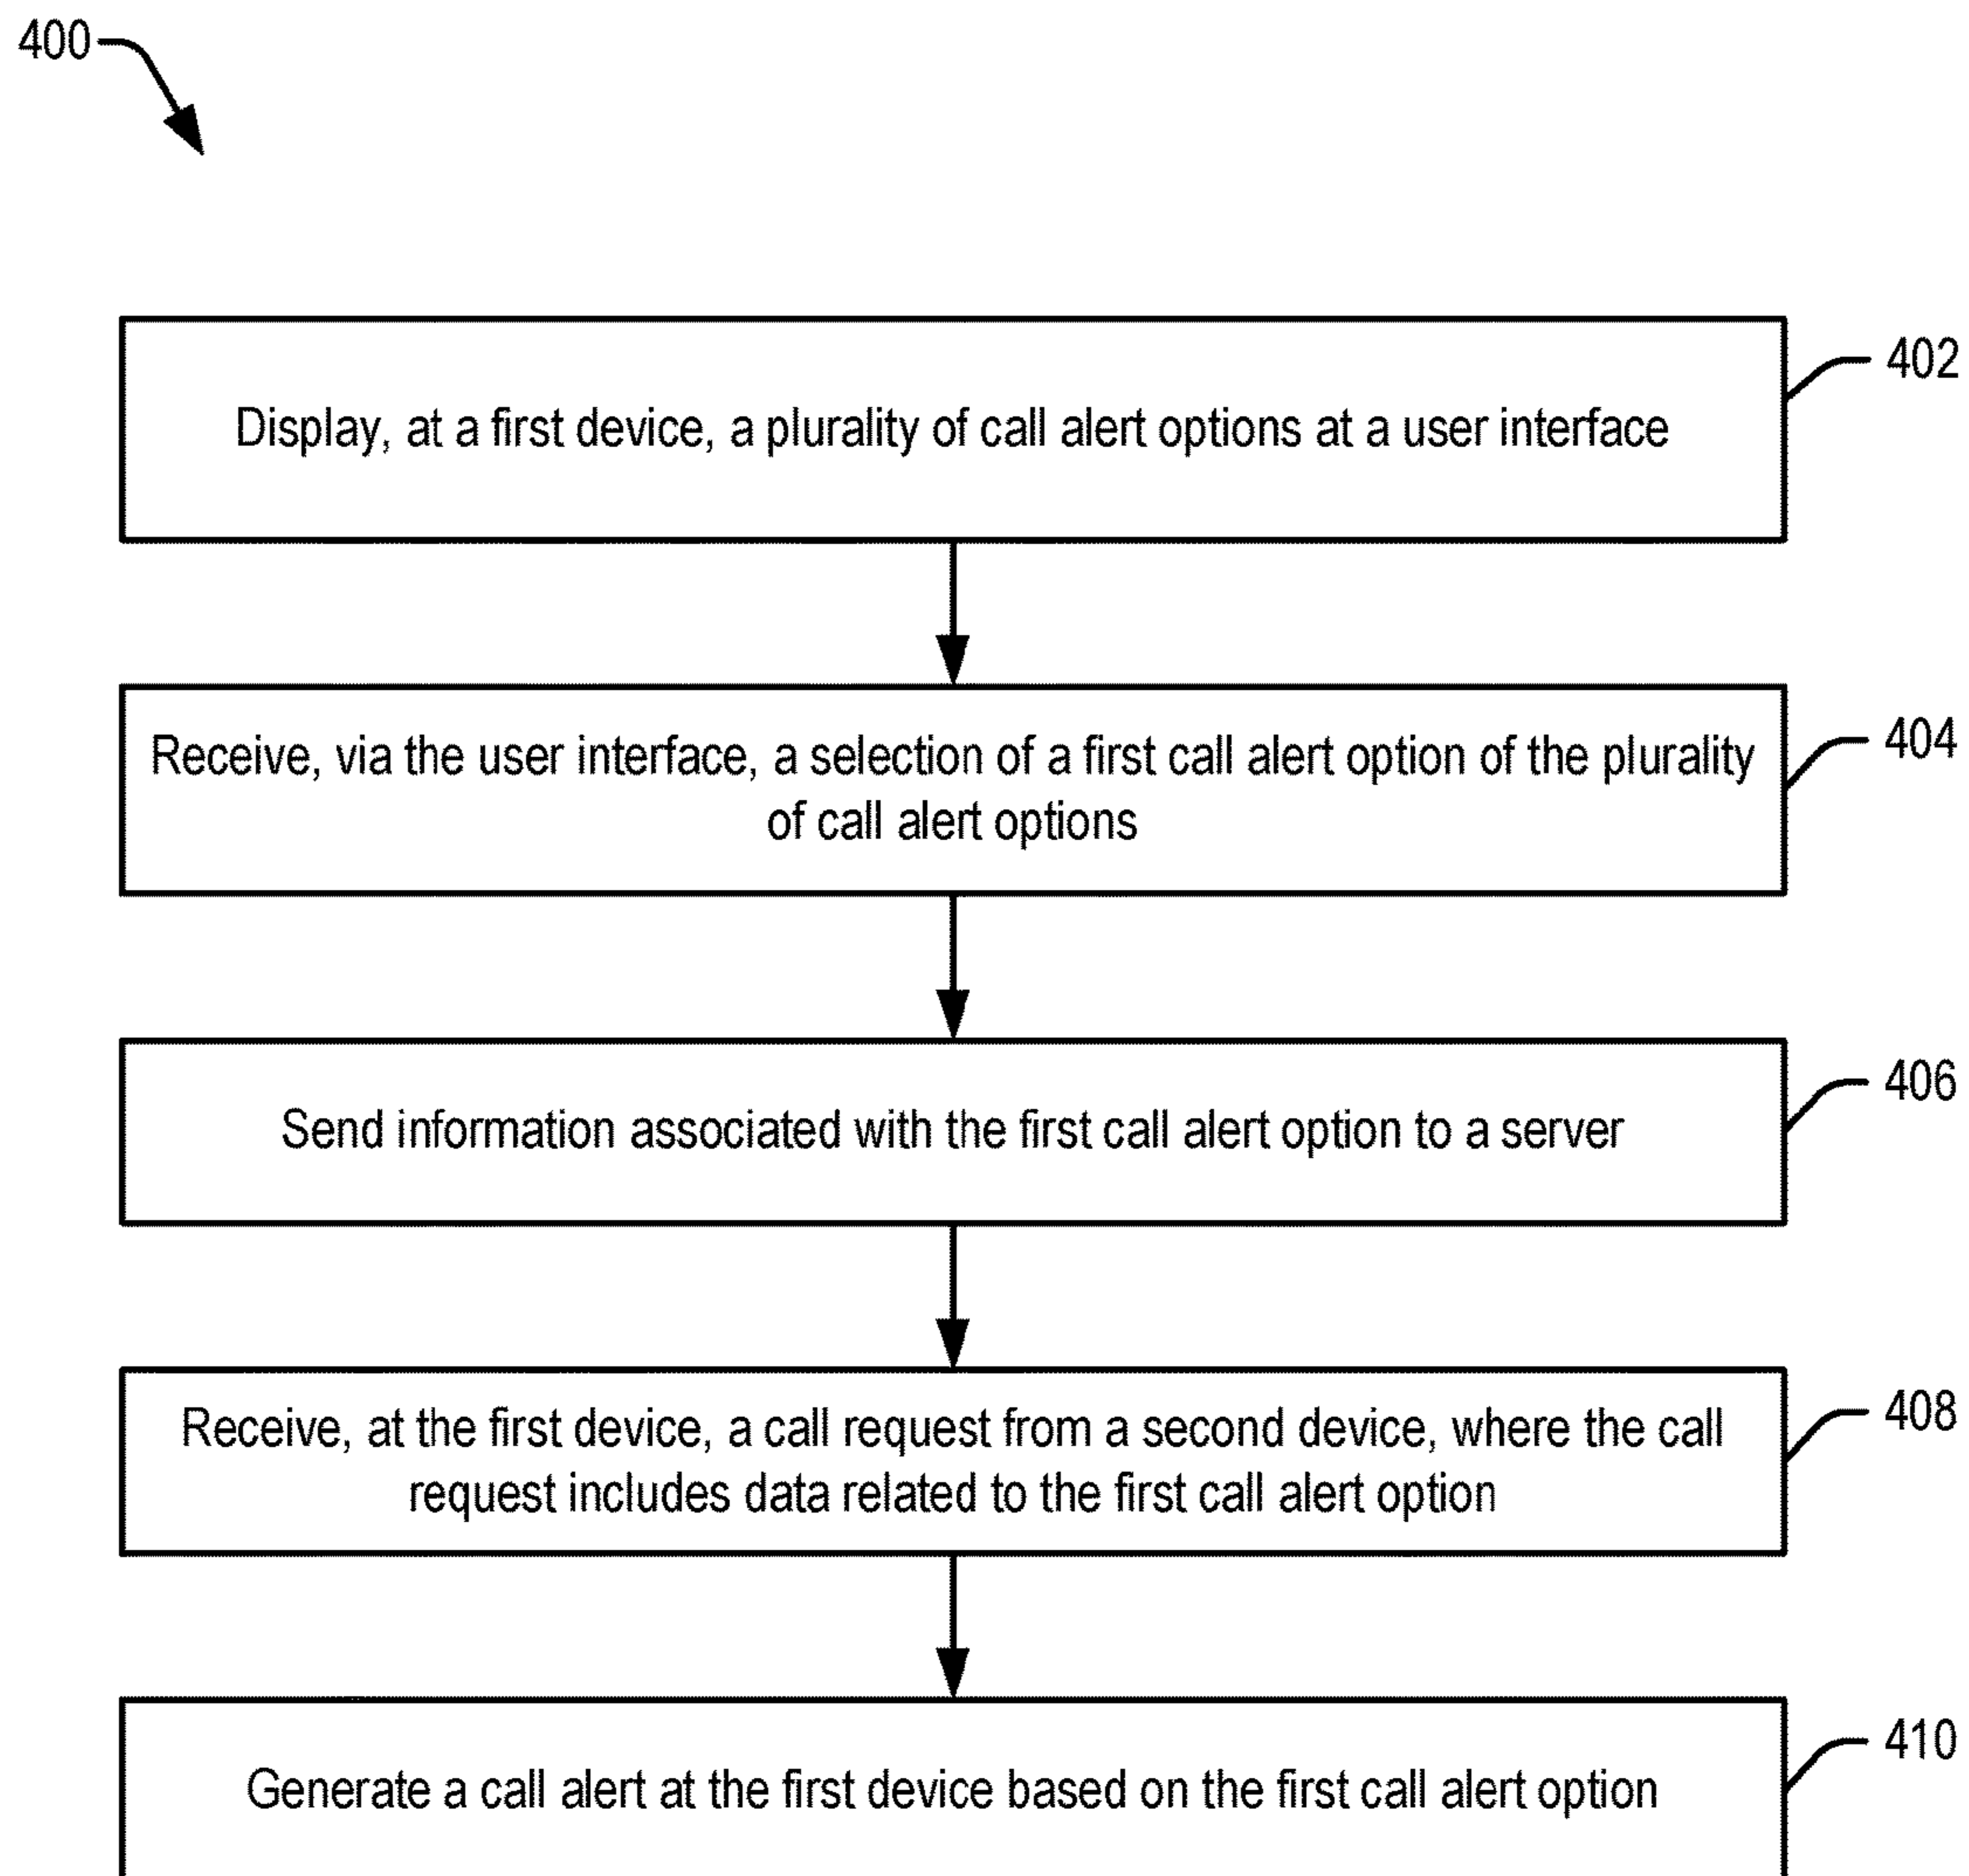 400
402
Display, at a first device, a plurality of call alert options at a user interface
404
Receive, via the user interface, a selection of a first call alert option of the plurality
of call alert options
406
Send information associated with the first call alert option to a server
408
Receive, at the first device, a call request from a second device, where the call
request includes data related to the first call alert option
410
Generate a call alert at the first device based on the first call alert option